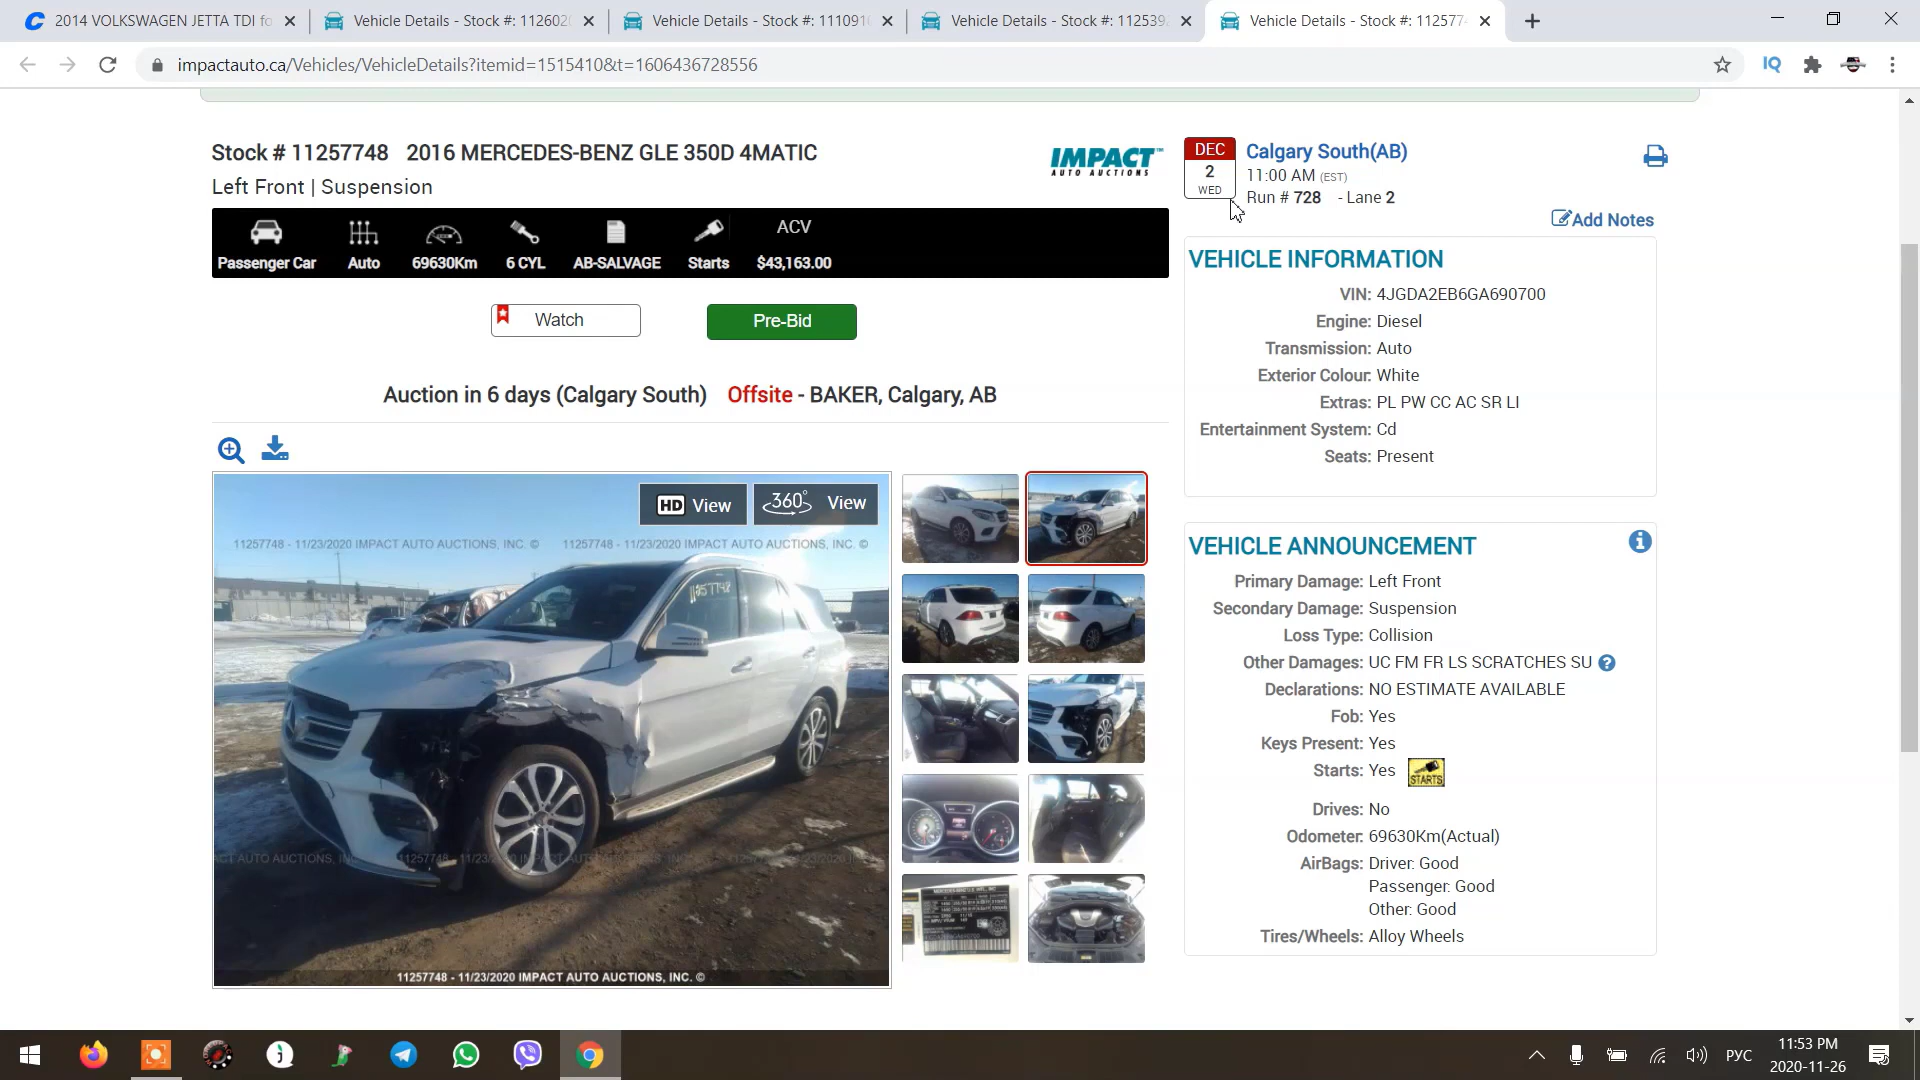 2014 VOLKSWAGEN JETTA TDI fo
Vehicle Details - Stock #: 112602
Vehicle Details - Stock #: 1110910
Vehicle Details - Stock #: 1125392
Vehicle Details - Stock #: 1125774
impactauto.ca/Vehicles/VehicleDetails?itemid=1515410&t=1606436728556
IQ
Stock # 11257748 2016 MERCEDES-BENZ GLE 350D 4MATIC
Left Front | Suspension
IMPACT
AUTO AUCTIONS
Passenger Car
Auto
69630Km
6 CYL
AB-SALVAGE
Starts
ACV
$43,163.00
Watch
Pre-Bid
Auction in 6 days (Calgary South) Offsite - BAKER, Calgary, AB
HD View
360° View
11257748 - 11/23/2020 IMPACT AUTO AUCTIONS, INC. © 11257748 - 11/23/2020 IMPACT AUTO AUCTIONS, INC. ©
11257748
11257748 - 11/23/2020 IMPACT AUTO AUCTIONS, INC. ©
DEC
2
WED
Calgary South(AB)
11:00 AM (EST)
Run # 728 - Lane 2
Add Notes
VEHICLE INFORMATION
VIN: 4JGDA2EB6GA690700
Engine: Diesel
Transmission: Auto
Exterior Colour: White
Extras: PL PW CC AC SR LI
Entertainment System: Cd
Seats: Present
VEHICLE ANNOUNCEMENT
Primary Damage: Left Front
Secondary Damage: Suspension
Loss Type: Collision
Other Damages: UC FM FR LS SCRATCHES SU
Declarations: NO ESTIMATE AVAILABLE
Fob: Yes
Keys Present: Yes
Starts: Yes
STARTS
Drives: No
Odometer: 69630Km(Actual)
AirBags: Driver: Good
Passenger: Good
Other: Good
Tires/Wheels: Alloy Wheels
РУС
11:53 PM
2020-11-26